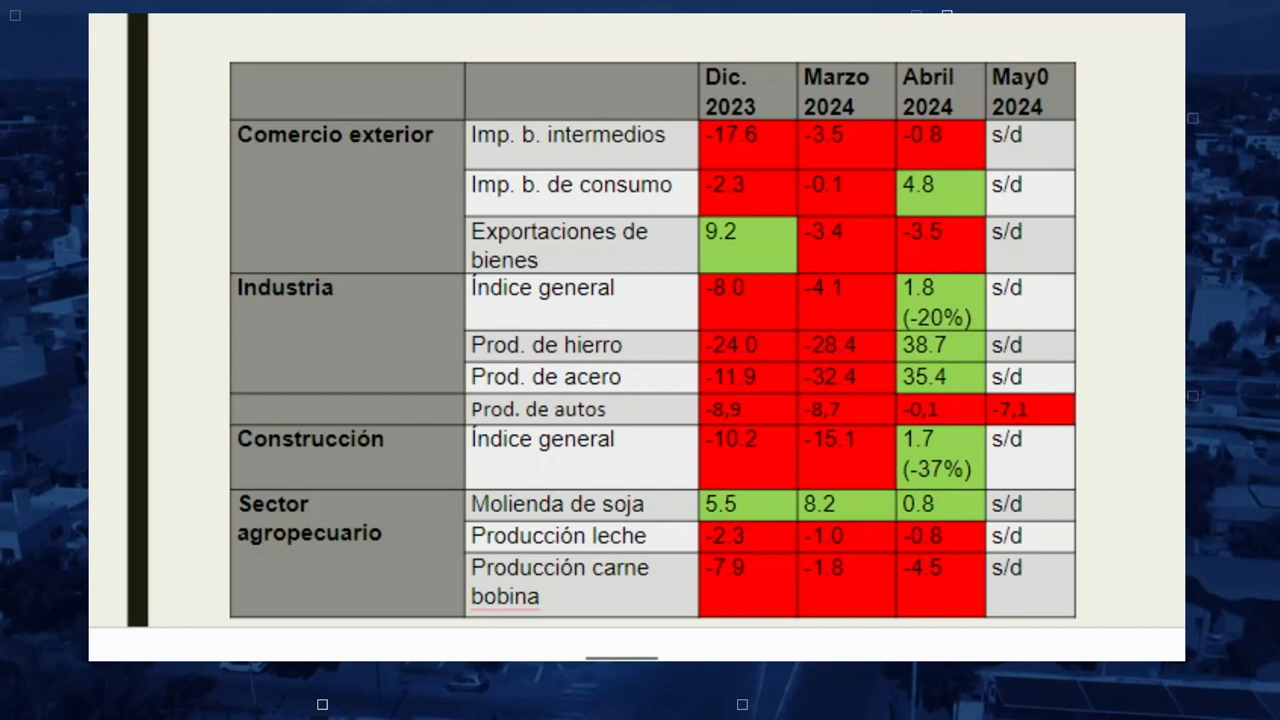 Dic. 2023 Marzo 2024 Abril 2024 May0 2024
Comercio exterior Imp. b. intermedios -17.6 -3.5 -0.8 s/d
Imp. b. de consumo -2.3 -0.1 4.8 s/d
Exportaciones de bienes 9.2 -3.4 -3.5 s/d
Industria Índice general -8.0 -4.1 1.8 (-20%) s/d
Prod. de hierro -24.0 -28.4 38.7 s/d
Prod. de acero -11.9 -32.4 35.4 s/d
Prod. de autos -8,9 -8,7 -0,1 -7,1
Construcción Índice general -10.2 -15.1 1.7 (-37%) s/d
Sector agropecuario Molienda de soja 5.5 8.2 0.8 s/d
Producción leche -2.3 -1.0 -0.8 s/d
Producción carne bobina -7.9 -1.8 -4.5 s/d